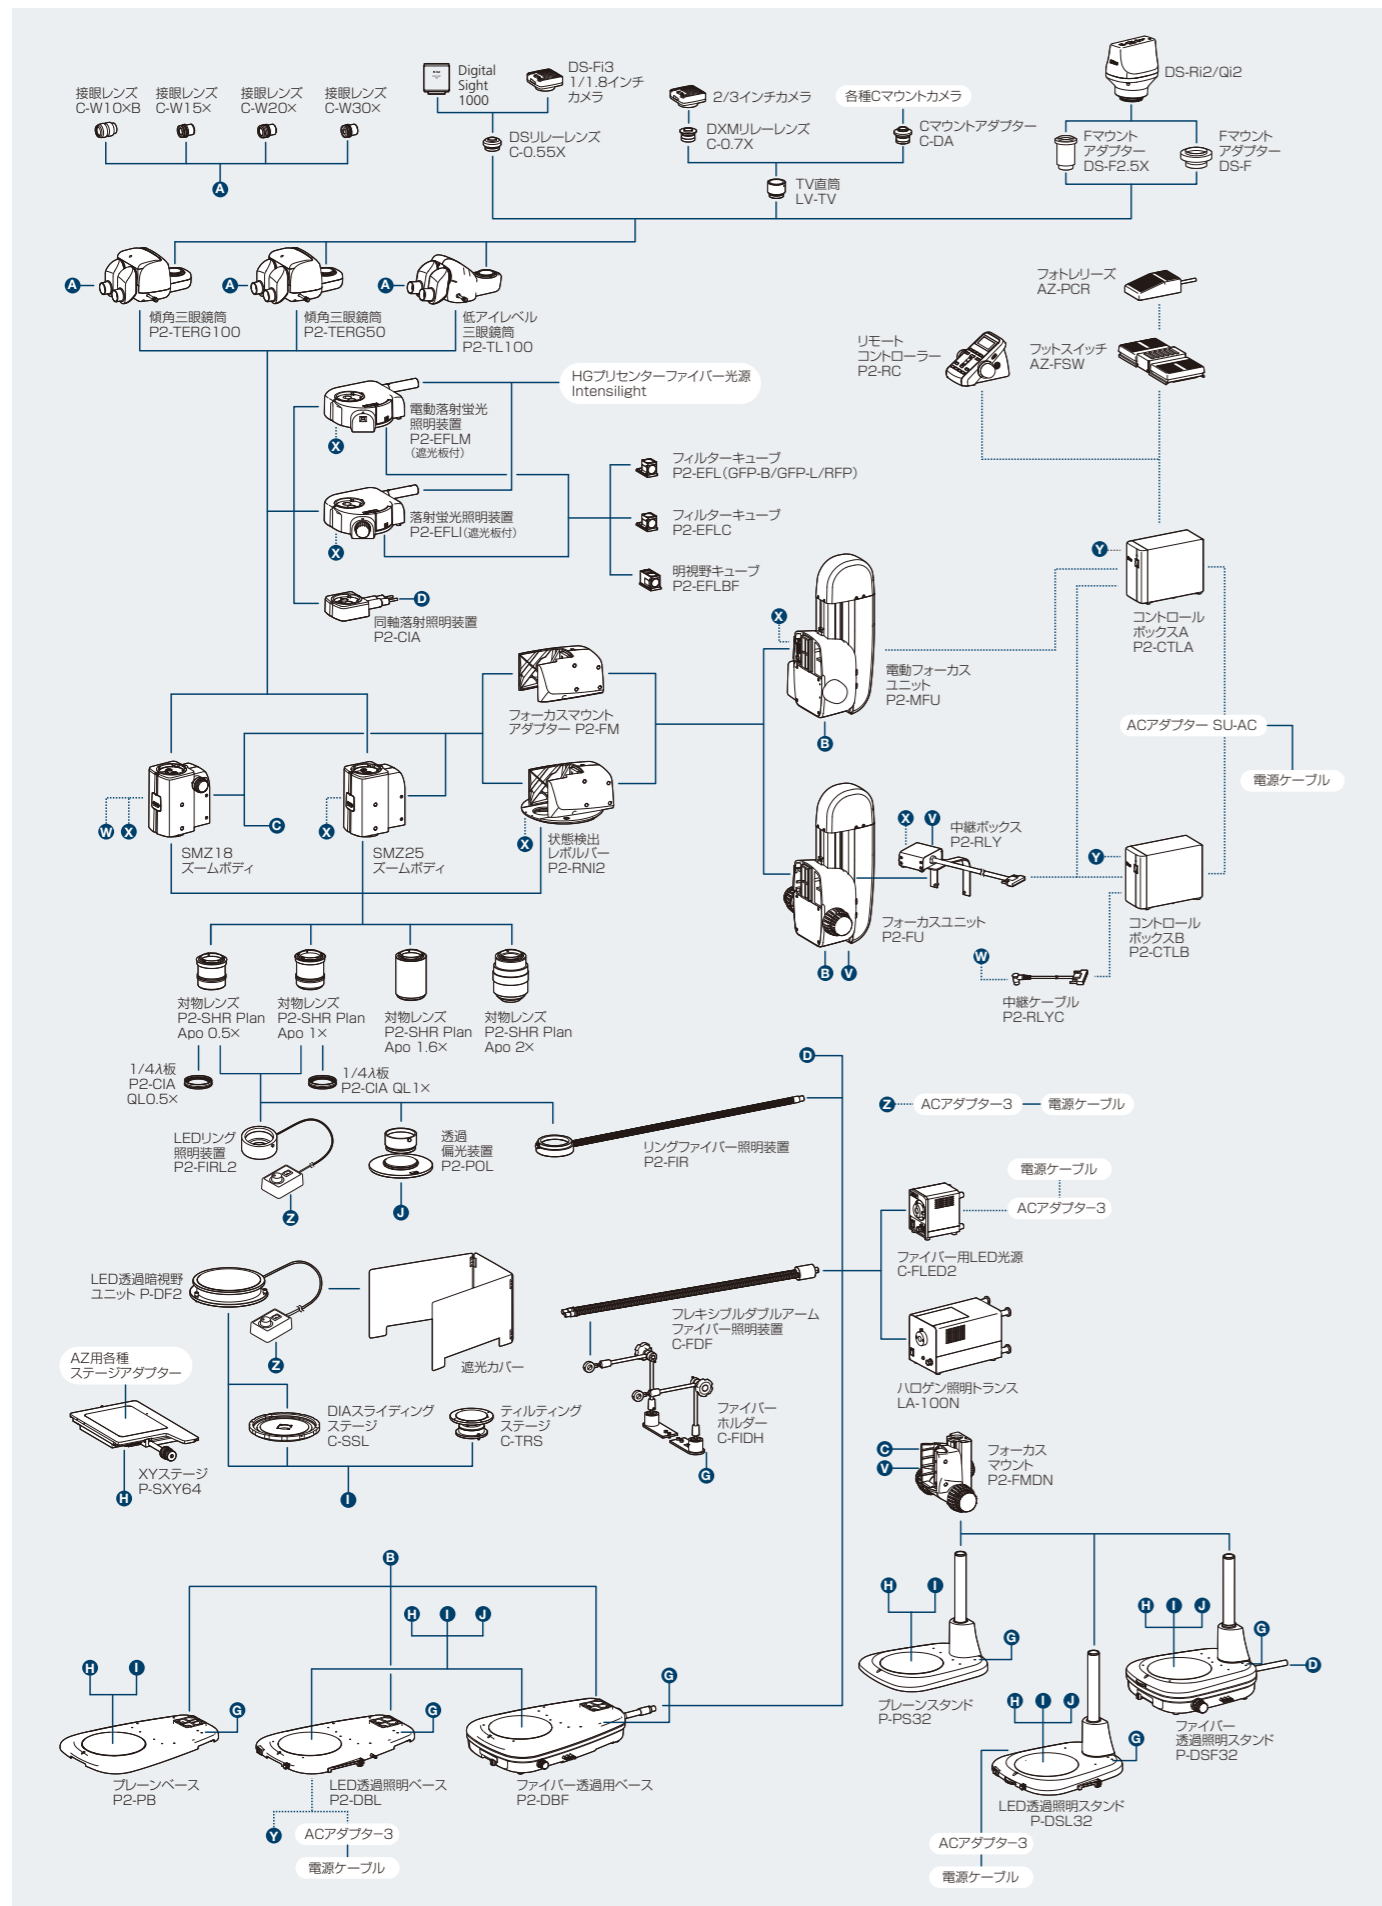 接眼レンズ
C-W10×B
接眼レンズ
C-W15×
接眼レンズ
C-W20×
接眼レンズ
C-W30×
A
Digital
Sight
1000
DS-Fi3
1/1.8インチ
カメラ
DSリレーレンズ
C-0.55X
2/3インチカメラ
DXMリレーレンズ
C-0.7X
各種Cマウントカメラ
Cマウントアダプター
C-DA
TV直筒
LV-TV
DS-Ri2/Qi2
Fマウント
アダプター
DS-F2.5X
Fマウント
アダプター
DS-F
A
傾角三眼鏡筒
P2-TERG100
A
傾角三眼鏡筒
P2-TERG50
A
低アイレベル
三眼鏡筒
P2-TL100
フォトレリーズ
AZ-PCR
リモート
コントローラー
P2-RC
フットスイッチ
AZ-FSW
HGプリセンターファイバー光源
Intensilight
電動落射蛍光
照明装置
P2-EFLM
(遮光板付)
X
落射蛍光照明装置
P2-EFLI(遮光板付)
X
フィルターキューブ
P2-EFL(GFP-B/GFP-L/RFP)
フィルターキューブ
P2-EFLC
明視野キューブ
P2-EFLBF
D
同軸落射照明装置
P2-CIA
Y
コントロール
ボックスA
P2-CTLA
X
電動フォーカス
ユニット
P2-MFU
B
フォーカスマウント
アダプター P2-FM
ACアダプター SU-AC
電源ケーブル
W
X
C
SMZ18
ズームボディ
X
SMZ25
ズームボディ
X
状態検出
レボルバー
P2-RNI2
X
V
中継ボックス
P2-RLY
フォーカスユニット
P2-FU
B
V
Y
コントロール
ボックスB
P2-CTLB
W
中継ケーブル
P2-RLYC
対物レンズ
P2-SHR Plan
Apo 0.5×
対物レンズ
P2-SHR Plan
Apo 1×
対物レンズ
P2-SHR Plan
Apo 1.6×
対物レンズ
P2-SHR Plan
Apo 2×
1/4λ板
P2-CIA
QL0.5×
1/4λ板
P2-CIA QL1×
D
Z
ACアダプター3
電源ケーブル
LEDリング
照明装置
P2-FIRL2
Z
透過
偏光装置
P2-POL
J
リングファイバー照明装置
P2-FIR
電源ケーブル
ACアダプター3
ファイバー用LED光源
C-FLED2
LED透過暗視野
ユニット P-DF2
Z
遮光カバー
フレキシブルダブルアーム
ファイバー照明装置
C-FDF
ハロゲン照明トランス
LA-100N
AZ用各種
ステージアダプター
XYステージ
P-SXY64
H
DIAスライディング
ステージ
C-SSL
ティルティング
ステージ
C-TRS
I
ファイバー
ホルダー
C-FIDH
G
C
V
フォーカス
マウント
P2-FMDN
B
H
I
J
H
I
G
プレーンベース
P2-PB
G
LED透過照明ベース
P2-DBL
Y
ACアダプター3
電源ケーブル
G
ファイバー透過用ベース
P2-DBF
H
I
G
プレーンスタンド
P-PS32
H
I
J
G
LED透過照明スタンド
P-DSL32
ACアダプター3
電源ケーブル
H
I
J
G
D
ファイバー
透過照明スタンド
P-DSF32